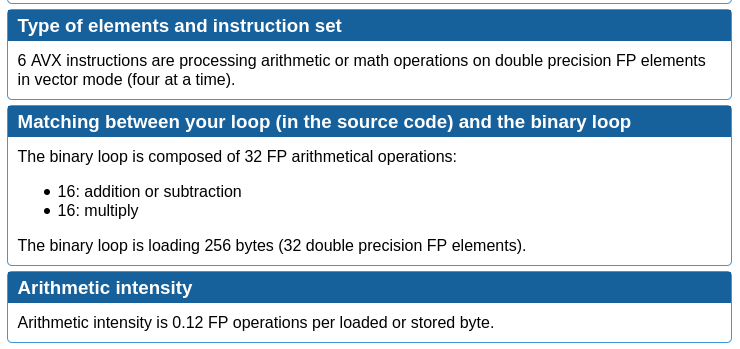 Type of elements and instruction set
6 AVX instructions are processing arithmetic or math operations on double precision FP elements
in vector mode (four at a time).
Matching between your loop (in the source code) and the binary loop
The binary loop is composed of 32 FP arithmetical operations:
• 16: addition or subtraction
• 16: multiply
The binary loop is loading 256 bytes (32 double precision FP elements).
Arithmetic intensity
Arithmetic intensity is 0.12 FP operations per loaded or stored byte.